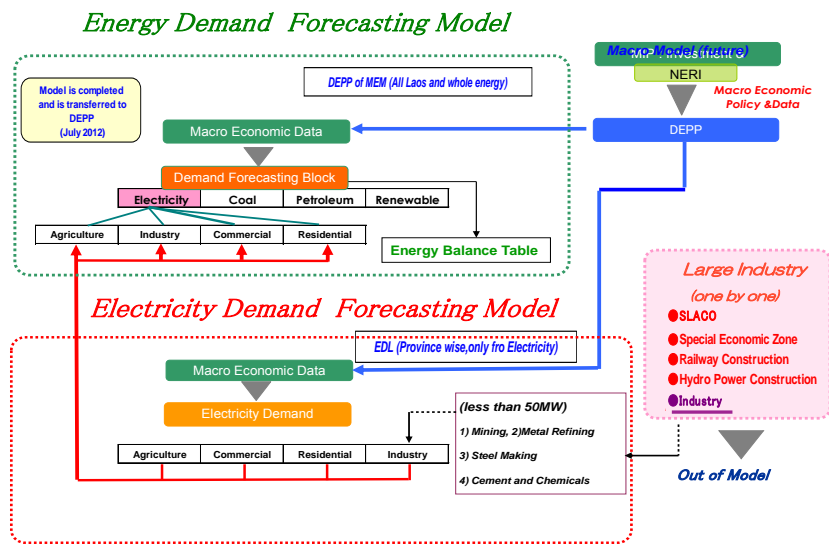 Energy Demand Forecasting Model
Macro Model (future)
NERI
Macro Economic
Policy &Data
DEPP
Model is completed
and is transferred to
DEPP
(July 2012)
DEPP of MEM (All Laos and whole energy)
Macro Economic Data
Demand Forecasting Block
Electricity Coal Petroleum Renewable
Agriculture Industry Commercial Residential
Energy Balance Table
Electricity Demand Forecasting Model
EDL (Province wise,only fro Electricity)
Macro Economic Data
Electricity Demand
Agriculture Commercial Residential Industry
(less than 50MW)
1) Mining, 2)Metal Refining
3) Steel Making
4) Cement and Chemicals
Large Industry
(one by one)
●SLACO
●Special Economic Zone
●Railway Construction
●Hydro Power Construction
●Industry
Out of Model